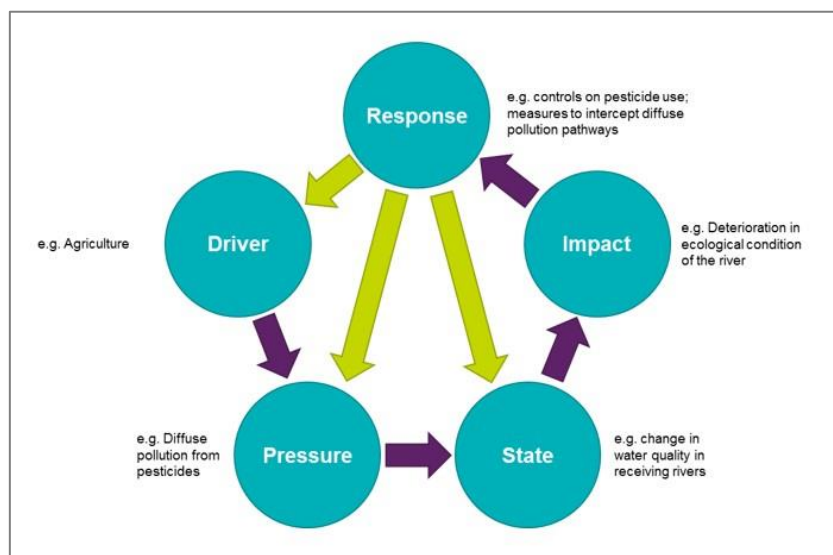 Response
e.g. controls on pesticide use;
measures to intercept diffuse
pollution pathways
e.g. Agriculture
Driver
Impact
e.g. Deterioration in
ecological condition
of the river
e.g. Diffuse
pollution from
pesticides
Pressure
State
e.g. change in
water quality in
receiving rivers